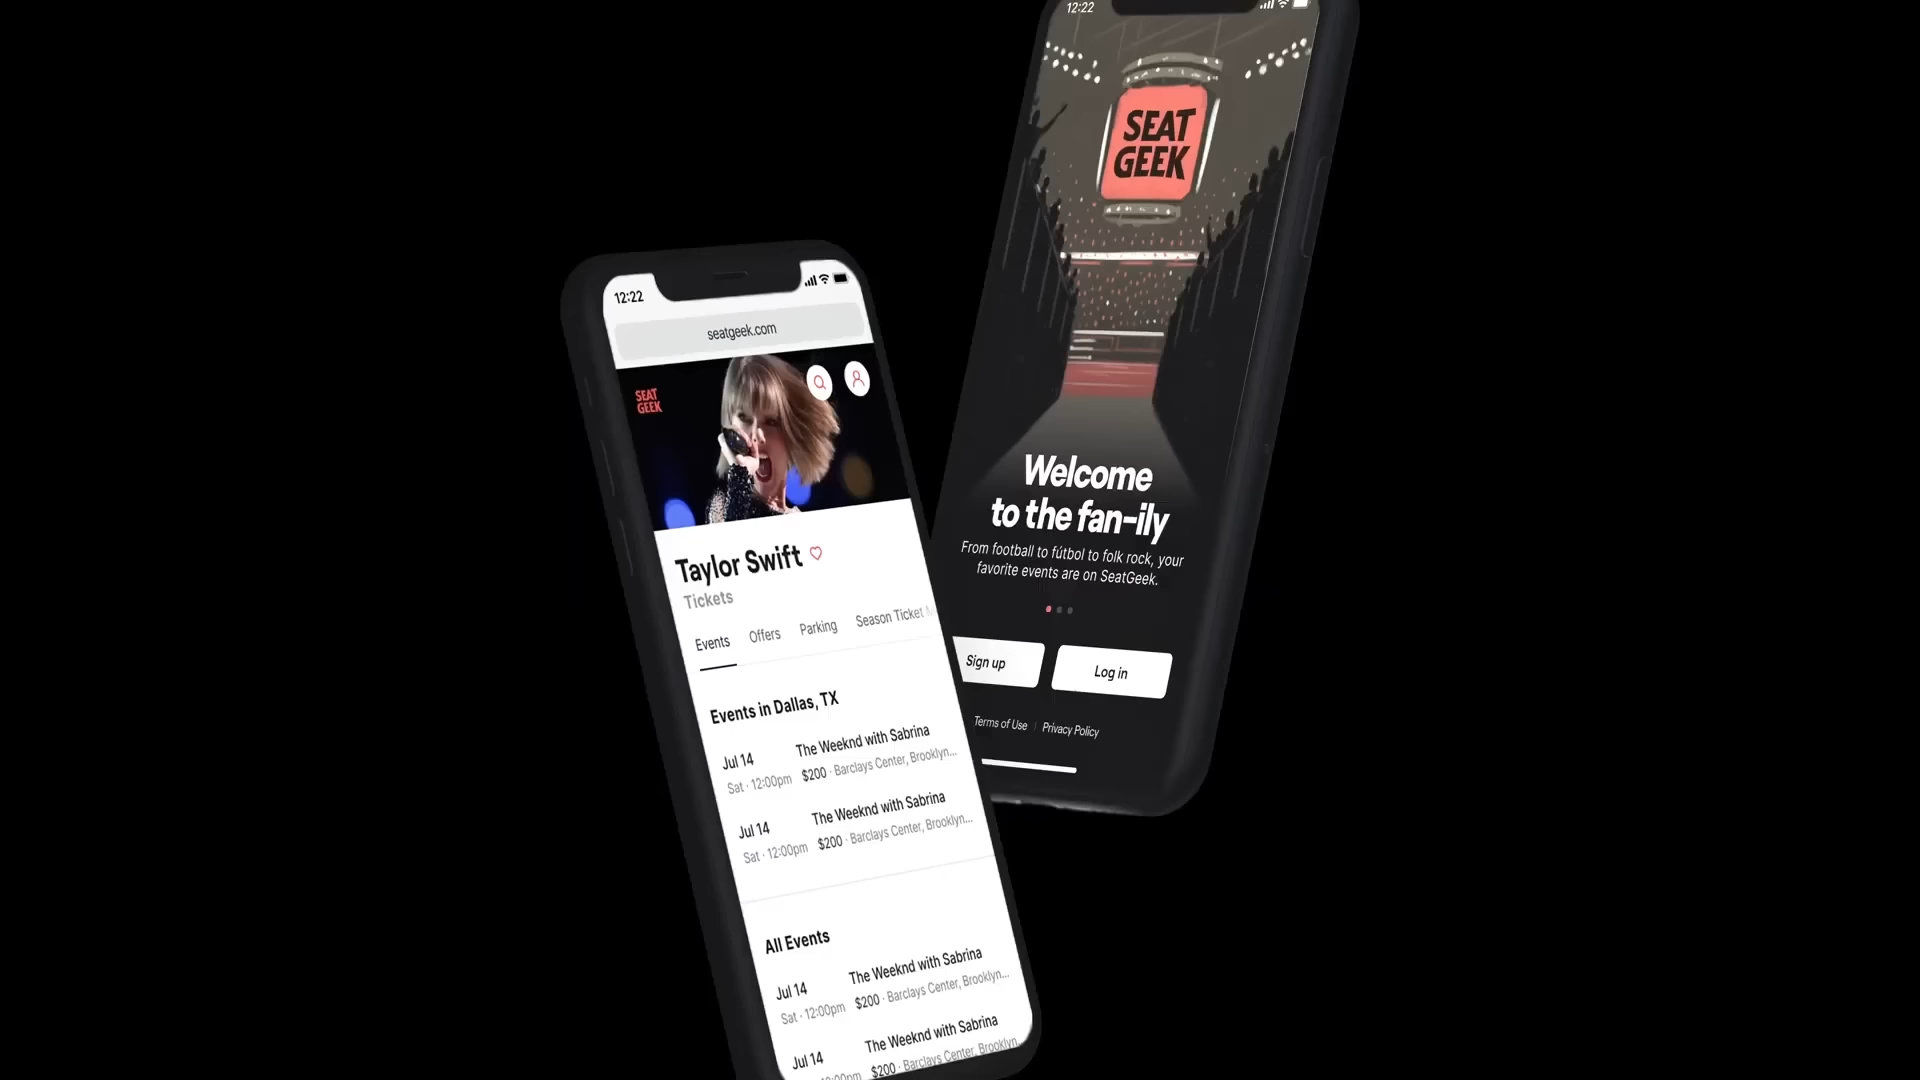 12:22
seatgeek.com
SEAT
GEEK
Taylor Swift
Tickets
Events Offers Parking Season Ticket
Events in Dallas, TX
Jul 14 The Weeknd with Sabrina
Sat · 12:00pm $200 · Barclays Center, Brooklyn...
Jul 14 The Weeknd with Sabrina
Sat · 12:00pm $200 · Barclays Center, Brooklyn...
All Events
Jul 14 The Weeknd with Sabrina
Sat · 12:00pm $200 · Barclays Center, Brooklyn...
Jul 14 The Weeknd with Sabrina
12:00pm $200 · Barclays Center, Brooklyn...
12:22
SEAT
GEEK
Welcome
to the fan-ily
From football to fútbol to folk rock, your
favorite events are on SeatGeek.
Sign up Log in
Terms of Use | Privacy Policy